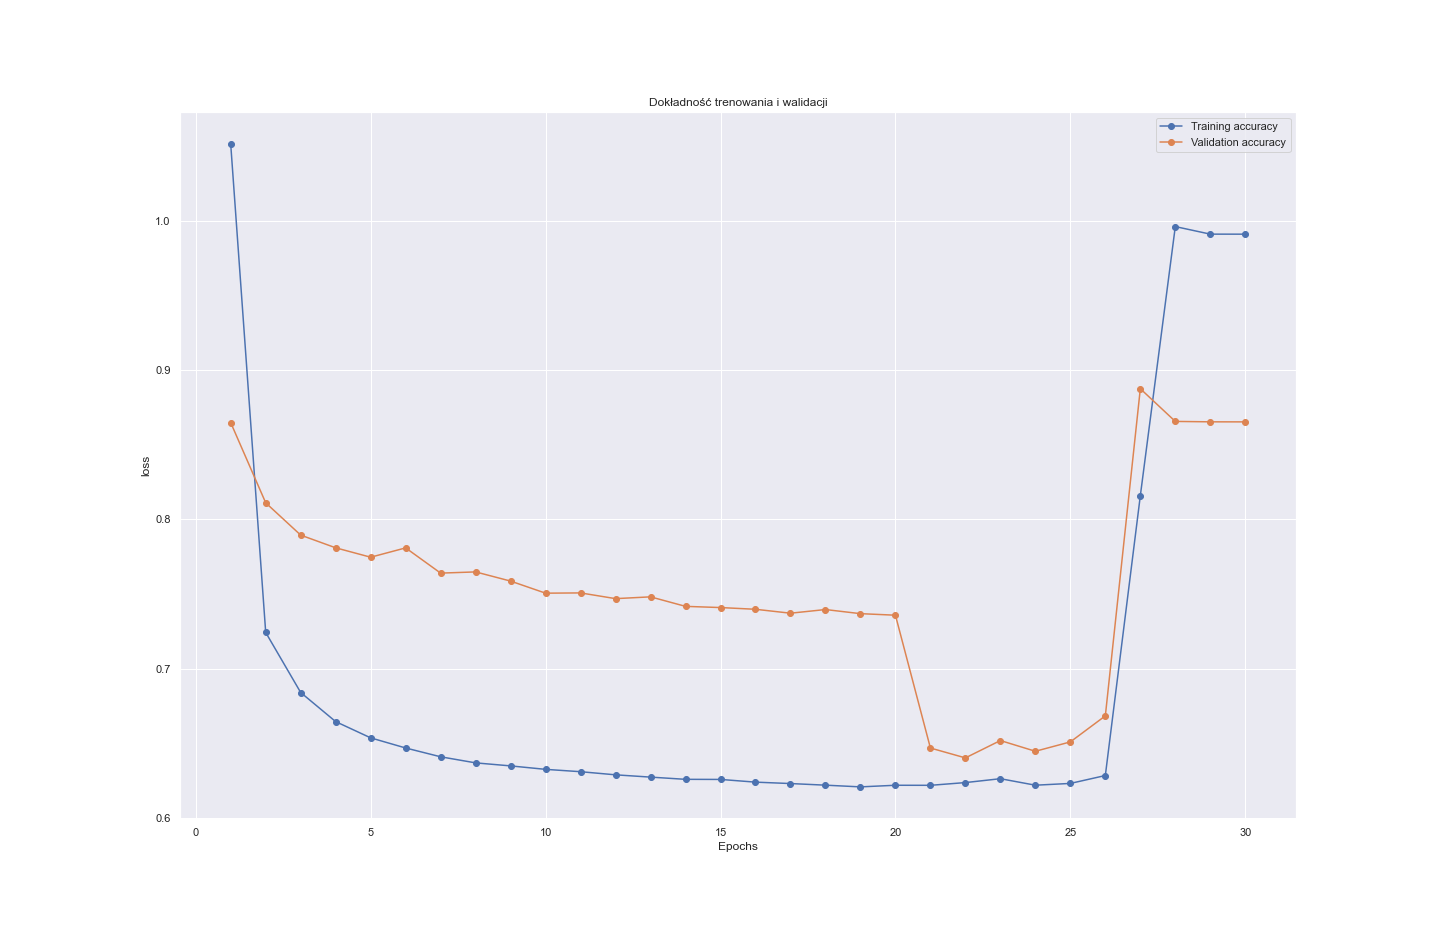 Dokładność trenowania i walidacji
Training accuracy
Validation accuracy
1.0
0.9
0.8
0.7
0.6
loss
0 5 10 15 20 25 30
Epochs